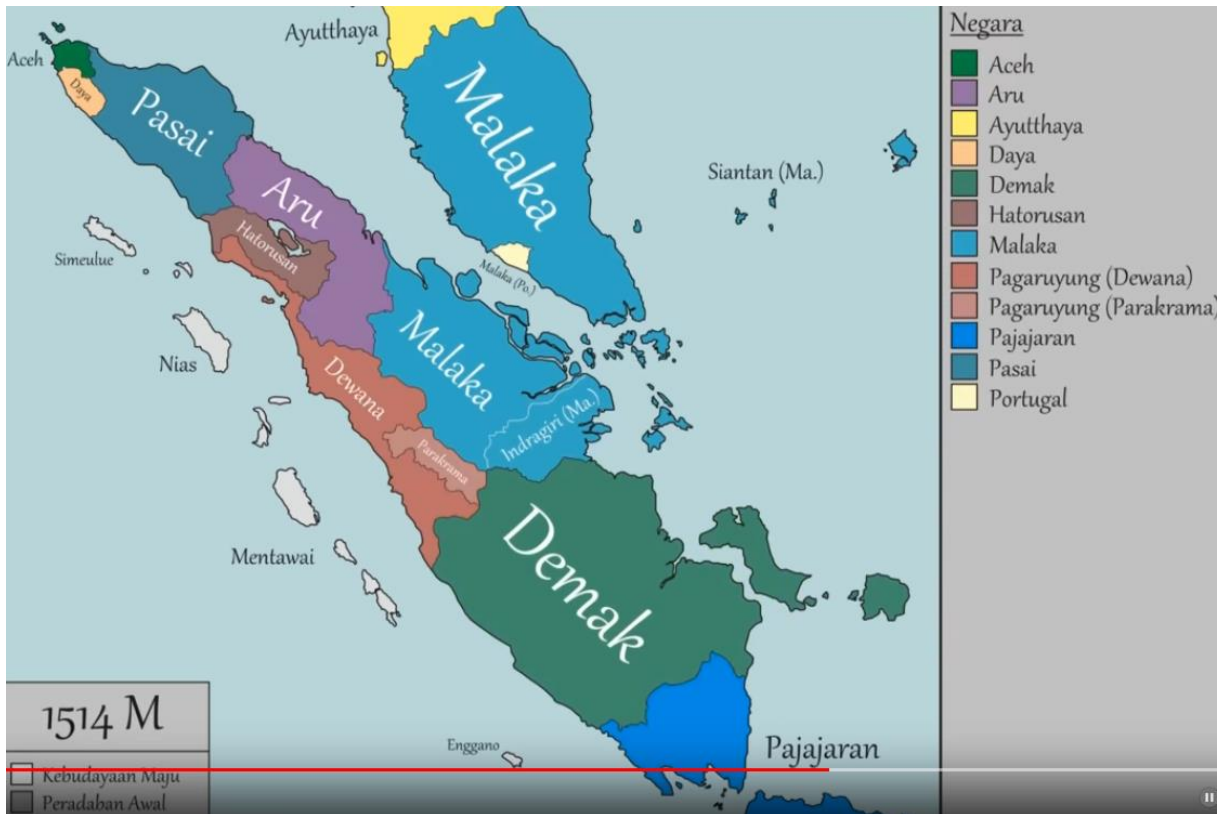 Ayutthaya
Aceh
Daya
Pasai
Malaka
Siantan (Ma.)
Aru
Hatorusan
Simeulue
Malaka (Po.)
Nias
Malaka
Dewana
Indragiri (Ma.)
Parakrama
Mentawai
Demak
Enggano
Pajajaran
1514 M
Kebudayaan Maju
Peradaban Awal
Negara
Aceh
Aru
Ayutthaya
Daya
Demak
Hatorusan
Malaka
Pagaruyung (Dewana)
Pagaruyung (Parakrama)
Pajajaran
Pasai
Portugal